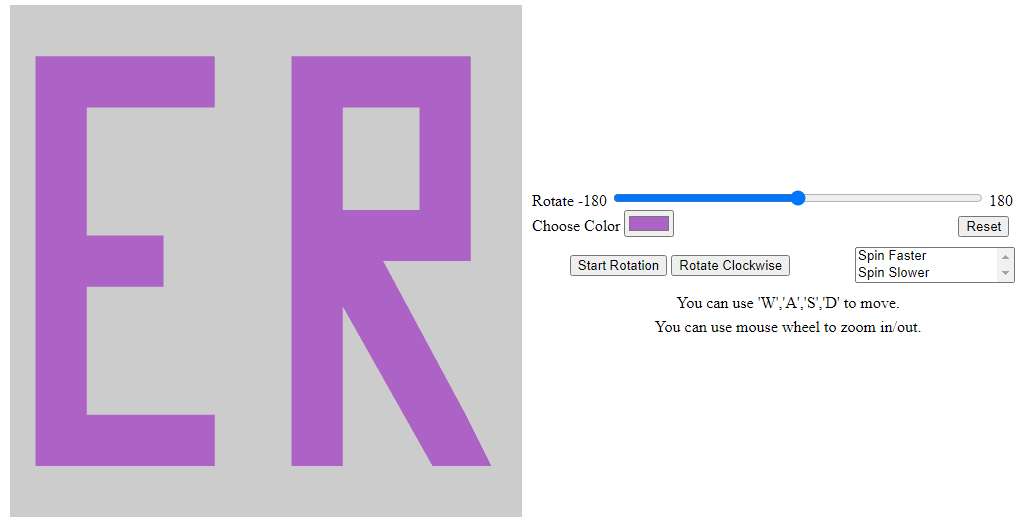 ER
Rotate -180 180
Choose Color
Reset
Start Rotation Rotate Clockwise
Spin Faster
Spin Slower
You can use 'W','A','S','D' to move.
You can use mouse wheel to zoom in/out.